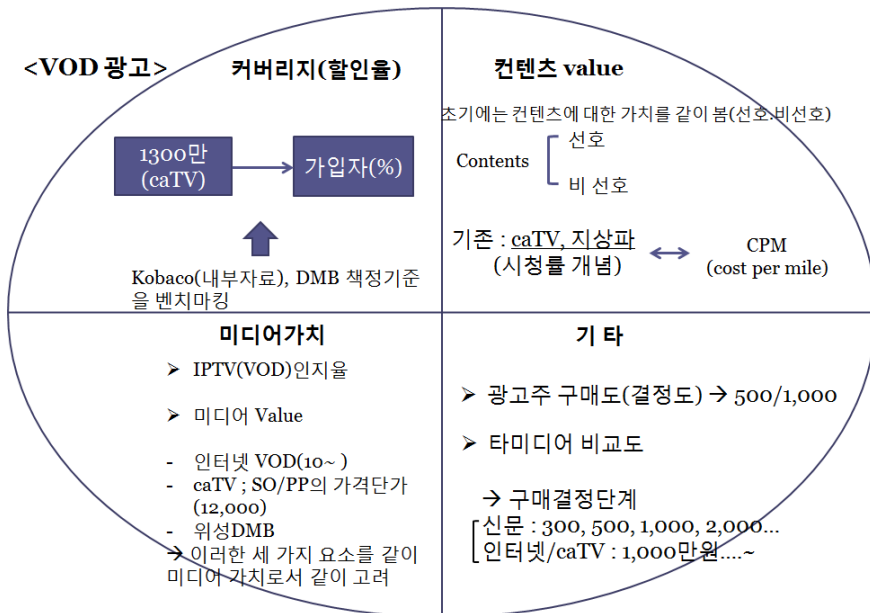 <VOD 광고>
커버리지(할인율)
1300만
(caTV)
가입자(%)
Kobaco(내부자료), DMB 책정기준
을 벤치마킹
컨텐츠 value
초기에는 컨텐츠에 대한 가치를 같이 봄(선호.비선호)
Contents
선호
비 선호
기존 : caTV, 지상파
(시청률 개념)
CPM
(cost per mile)
미디어가치
➢ IPTV(VOD)인지율
➢ 미디어 Value
- 인터넷 VOD(10~ )
- caTV ; SO/PP의 가격단가
(12,000)
- 위성DMB
→ 이러한 세 가지 요소를 같이
미디어 가치로서 같이 고려
기 타
➢ 광고주 구매도(결정도) → 500/1,000
➢ 타미디어 비교도
→ 구매결정단계
신문 : 300, 500, 1,000, 2,000...
인터넷/caTV : 1,000만원....~